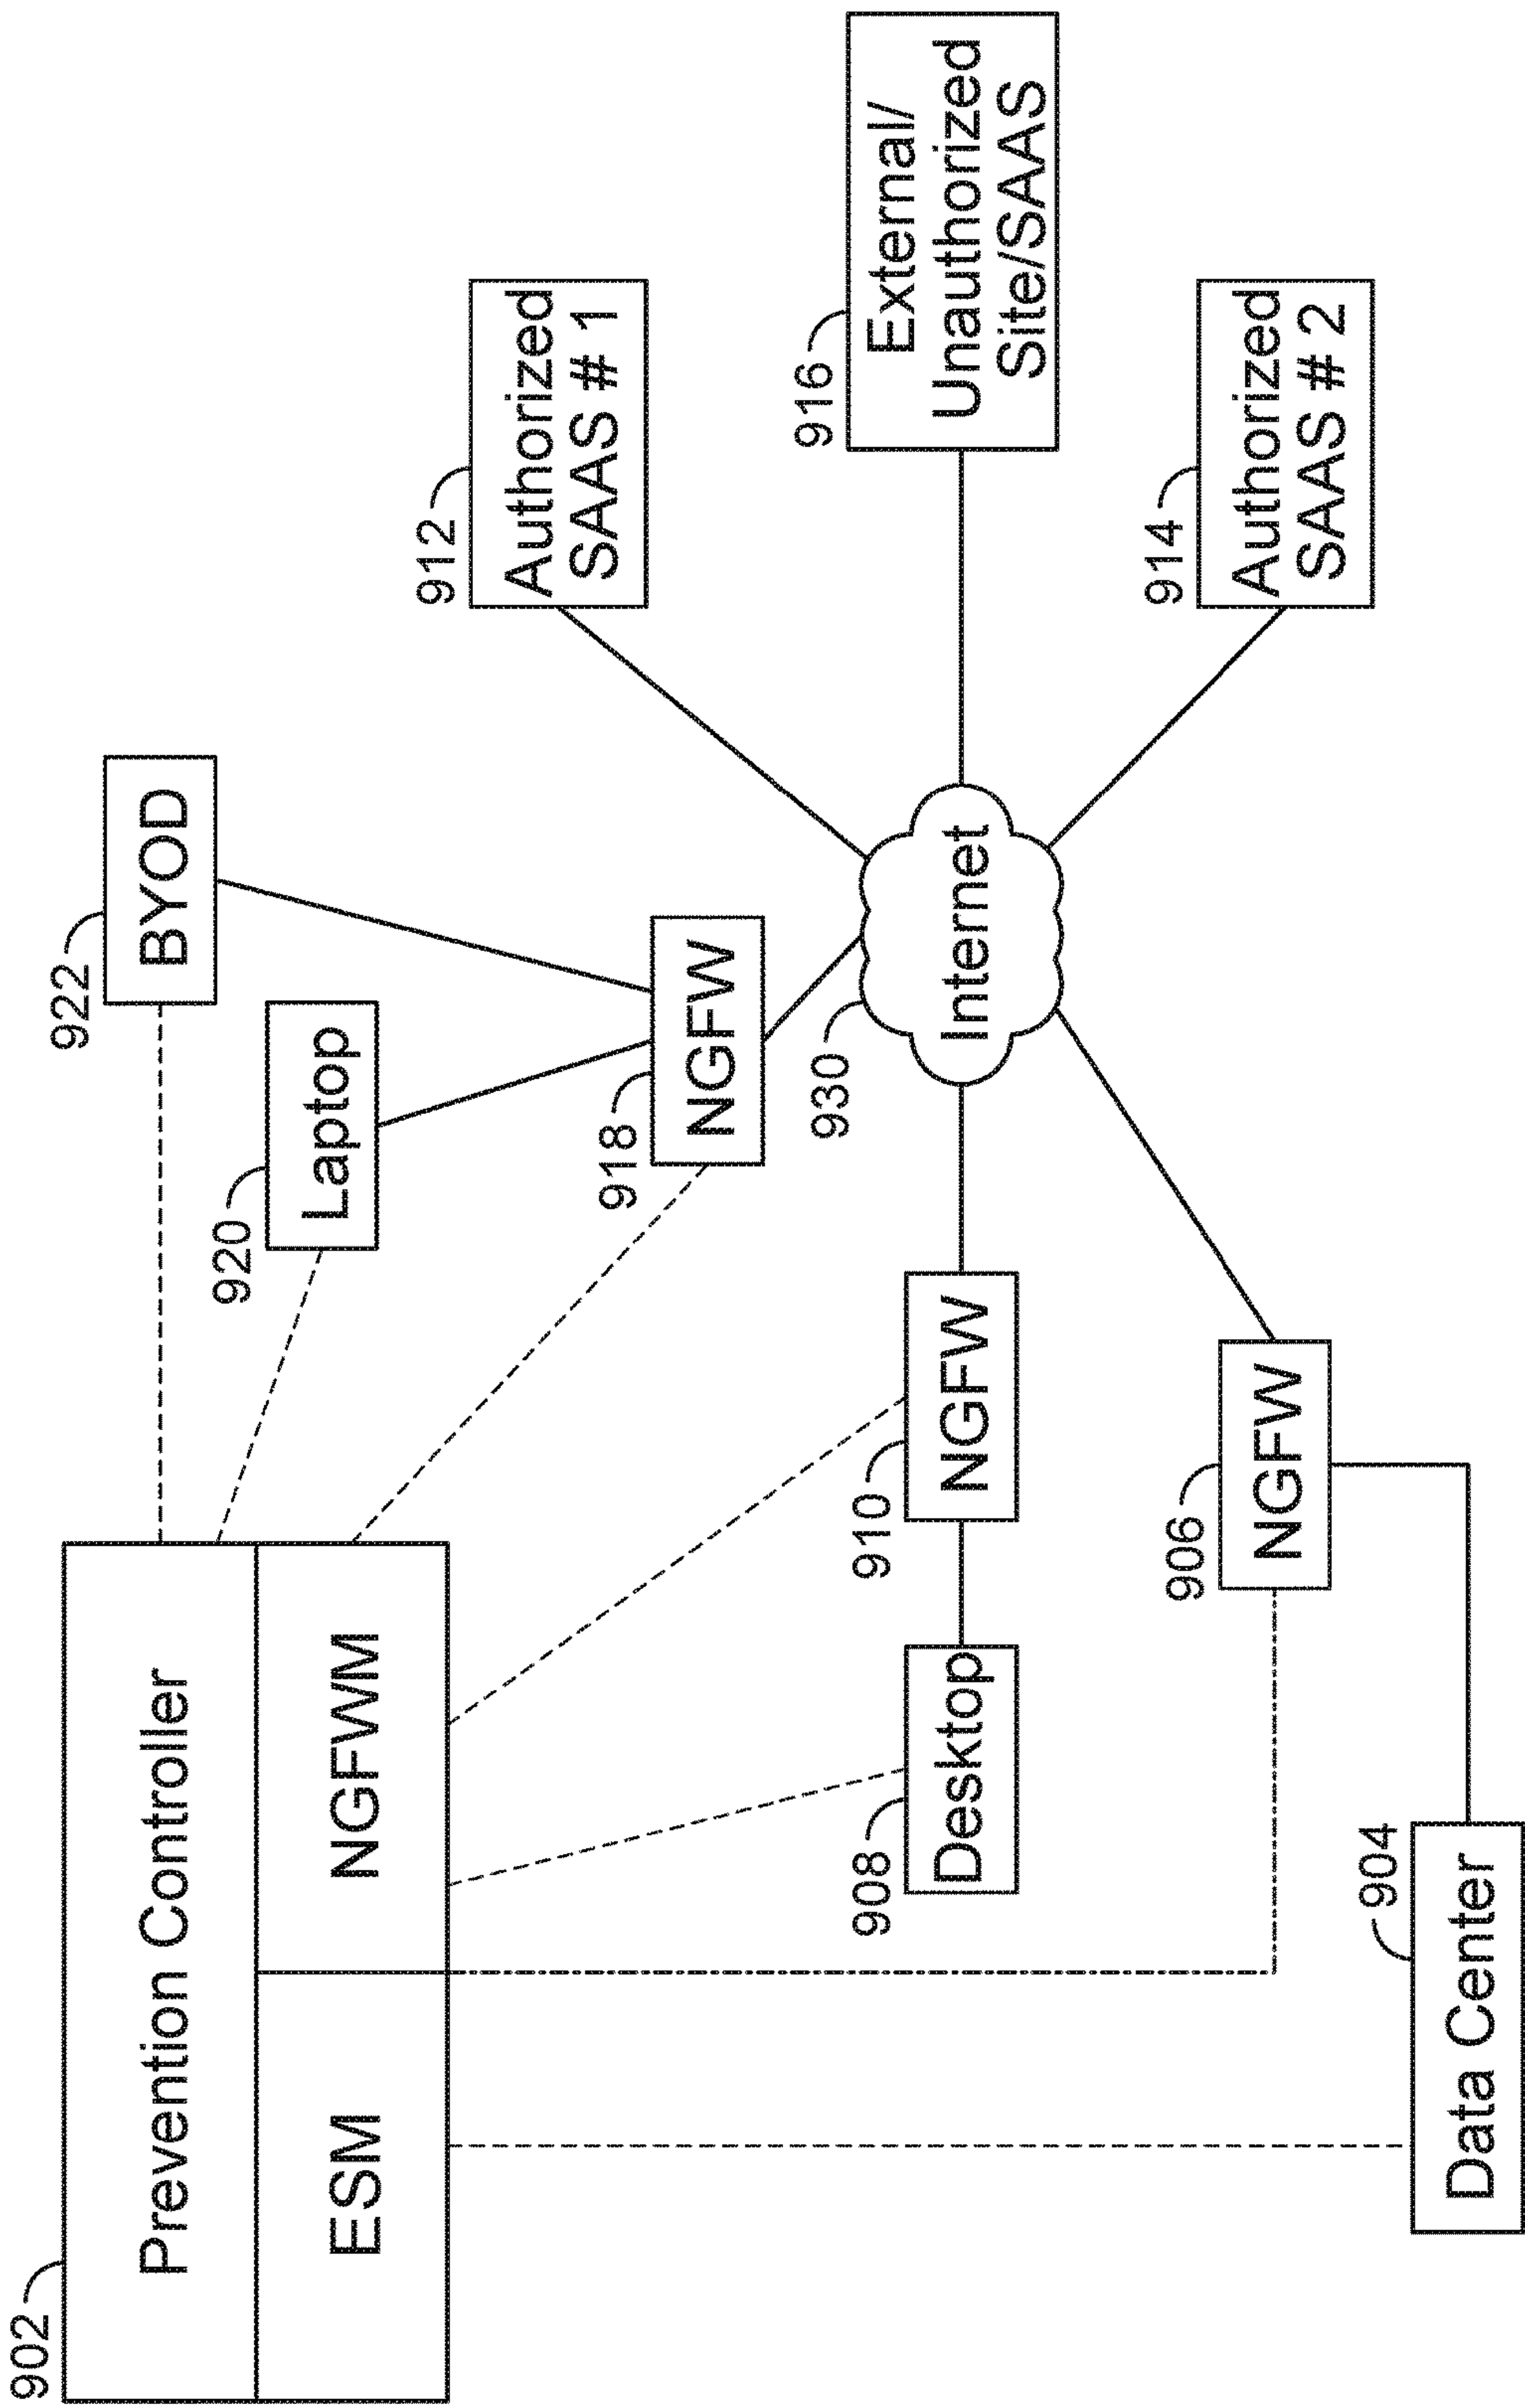 902
Prevention Controller
ESM
NGFWM
922
BYOD
920
Laptop
918
NGFW
912
Authorized
SAAS # 1
916
External/
Unauthorized
Site/SAAS
930
Internet
910
NGFW
908
Desktop
914
Authorized
SAAS # 2
906
NGFW
904
Data Center